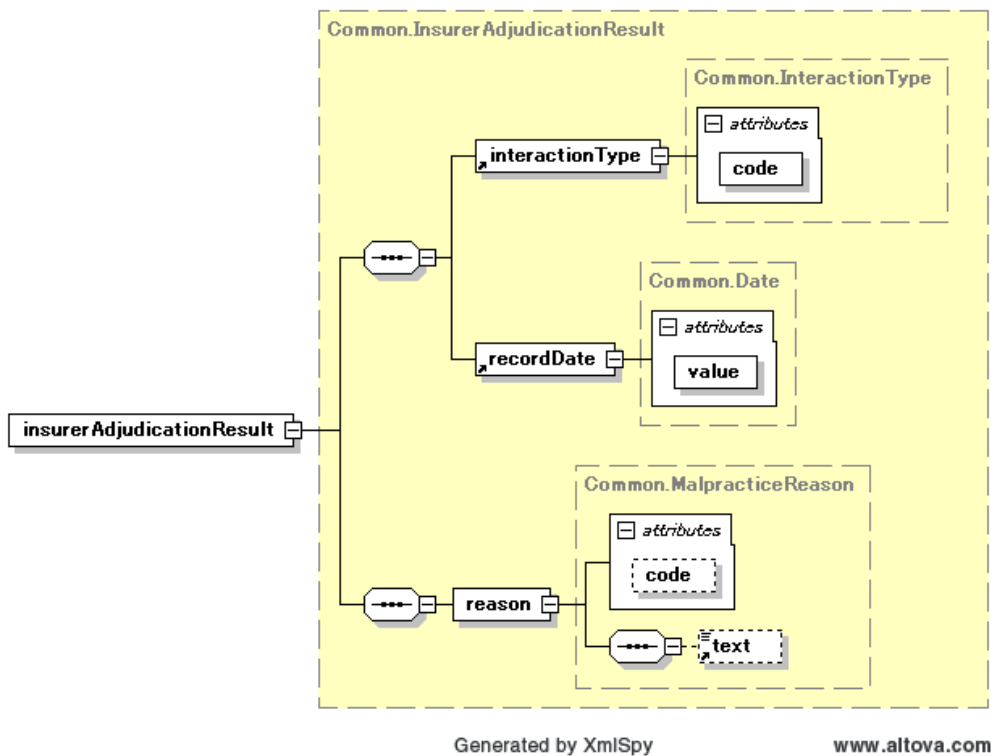 Common.InsurerAdjudicationResult
Common.InteractionType
attributes
interactionType
code
Common.Date
attributes
recordDate
value
insurerAdjudicationResult
Common.MalpracticeReason
attributes
code
reason
text
Generated by XmlSpy
www.altova.com